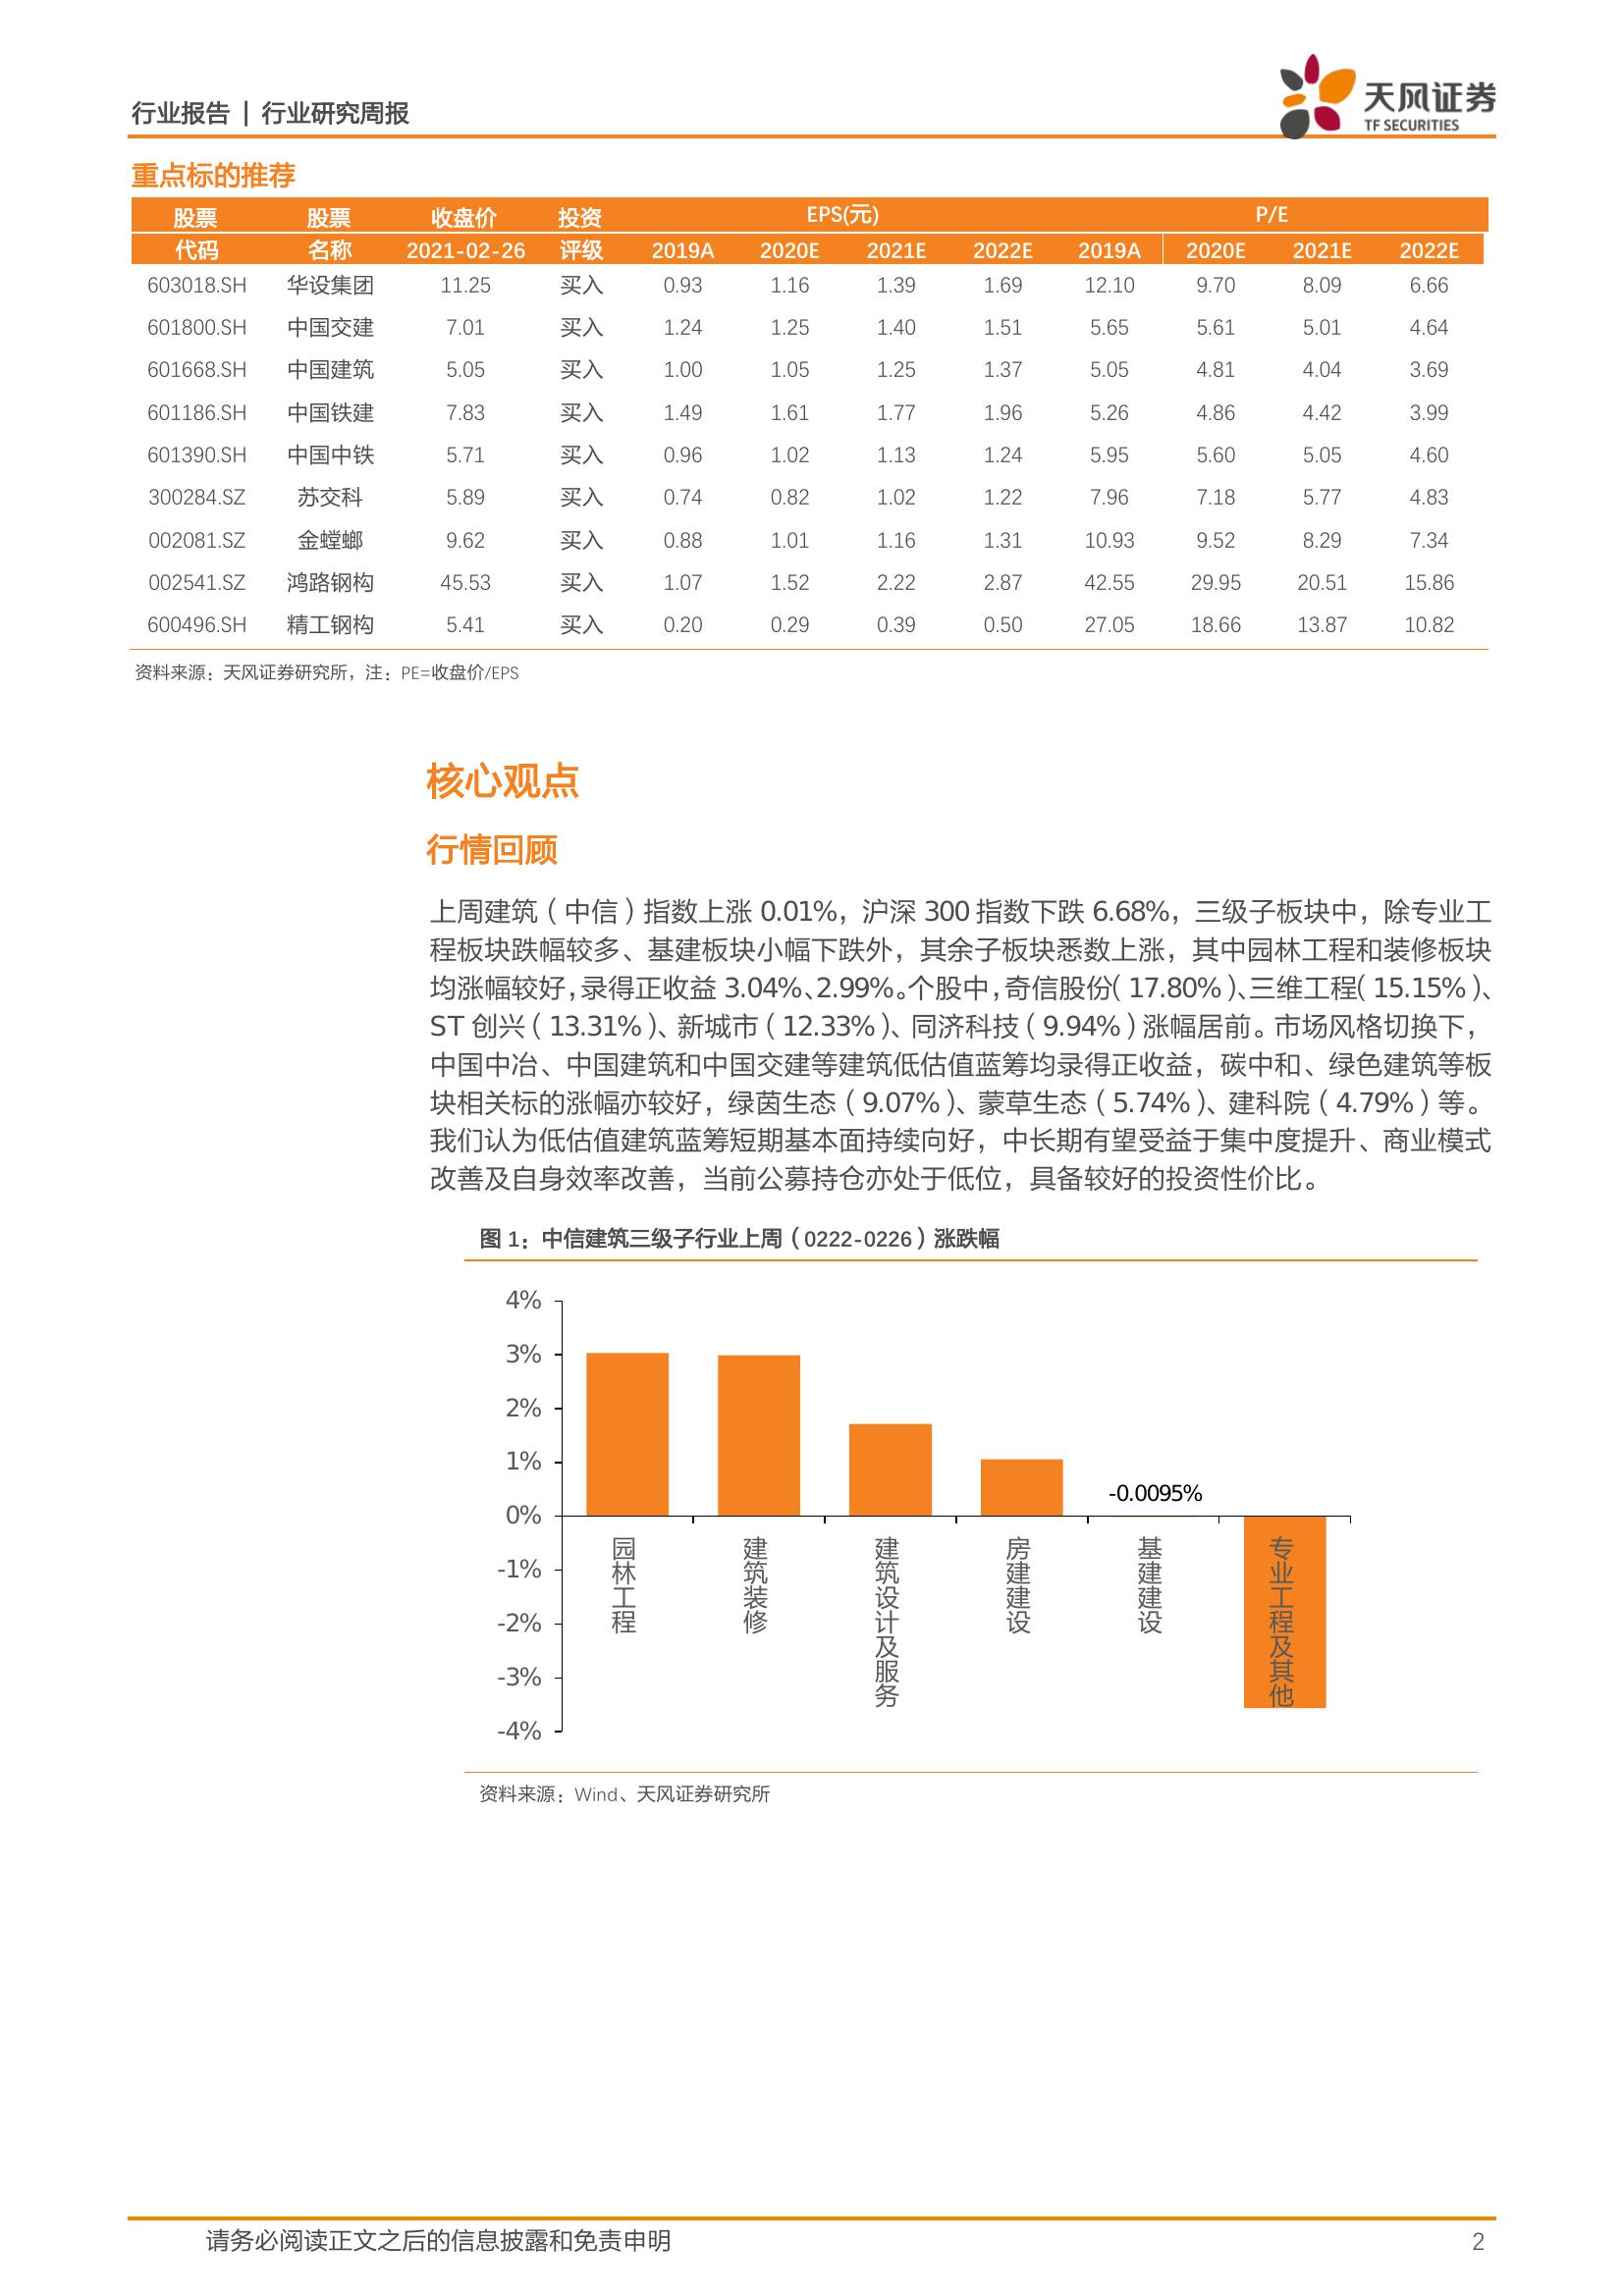 行业报告 | 行业研究周报
天风证券
TF SECURITIES
重点标的推荐
股票 股票 收盘价 投资 EPS(元) P/E
代码 名称 2021-02-26 评级 2019A 2020E 2021E 2022E 2019A 2020E 2021E 2022E
603018.SH 华设集团 11.25 买入 0.93 1.16 1.39 1.69 12.10 9.70 8.09 6.66
601800.SH 中国交建 7.01 买入 1.24 1.25 1.40 1.51 5.65 5.61 5.01 4.64
601668.SH 中国建筑 5.05 买入 1.00 1.05 1.25 1.37 5.05 4.81 4.04 3.69
601186.SH 中国铁建 7.83 买入 1.49 1.61 1.77 1.96 5.26 4.86 4.42 3.99
601390.SH 中国中铁 5.71 买入 0.96 1.02 1.13 1.24 5.95 5.60 5.05 4.60
300284.SZ 苏交科 5.89 买入 0.74 0.82 1.02 1.22 7.96 7.18 5.77 4.83
002081.SZ 金螳螂 9.62 买入 0.88 1.01 1.16 1.31 10.93 9.52 8.29 7.34
002541.SZ 鸿路钢构 45.53 买入 1.07 1.52 2.22 2.87 42.55 29.95 20.51 15.86
600496.SH 精工钢构 5.41 买入 0.20 0.29 0.39 0.50 27.05 18.66 13.87 10.82
资料来源：天风证券研究所，注：PE=收盘价/EPS
核心观点
行情回顾
上周建筑（中信）指数上涨 0.01%，沪深 300 指数下跌 6.68%，三级子板块中，除专业工
程板块跌幅较多、基建板块小幅下跌外，其余子板块悉数上涨，其中园林工程和装修板块
均涨幅较好，录得正收益 3.04%、2.99%。个股中，奇信股份（17.80%）、三维工程（15.15%）、
ST 创兴（13.31%）、新城市（12.33%）、同济科技（9.94%）涨幅居前。市场风格切换下，
中国中冶、中国建筑和中国交建等建筑低估值蓝筹均录得正收益，碳中和、绿色建筑等板
块相关标的涨幅亦较好，绿茵生态（9.07%）、蒙草生态（5.74%）、建科院（4.79%）等。
我们认为低估值建筑蓝筹短期基本面持续向好，中长期有望受益于集中度提升、商业模式
改善及自身效率改善，当前公募持仓亦处于低位，具备较好的投资性价比。
图 1：中信建筑三级子行业上周（0222-0226）涨跌幅
4%
3%
2%
1%
0%
-1%
-2%
-3%
-4%
-0.0095%
园林工程
建筑装修
建筑设计及服务
房建建设
基建建设
专业工程及其他
资料来源：Wind、天风证券研究所
请务必阅读正文之后的信息披露和免责申明 2